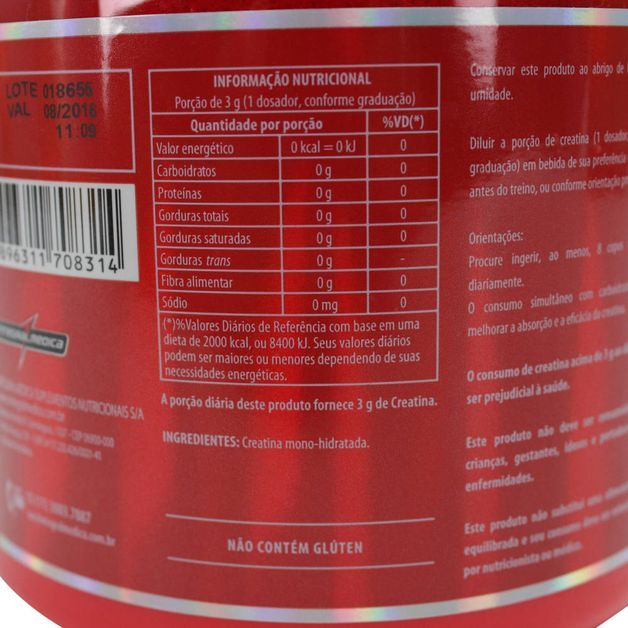 LOTE 018655
VAL 08/2016
11:09
896311 708314
INFORMAÇÃO NUTRICIONAL
Porção de 3 g (1 dosador, conforme graduação)
Quantidade por porção %VD(*)
Valor energético 0 kcal = 0 kJ 0
Carboidratos 0 g 0
Proteínas 0 g 0
Gorduras totais 0 g 0
Gorduras saturadas 0 g 0
Gorduras trans 0 g -
Fibra alimentar 0 g 0
Sódio 0 mg 0
(*)%Valores Diários de Referência com base em uma
dieta de 2000 kcal, ou 8400 kJ. Seus valores diários
podem ser maiores ou menores dependendo de suas
necessidades energéticas.
A porção diária deste produto fornece 3 g de Creatina.
INGREDIENTES: Creatina mono-hidratada.
NÃO CONTÉM GLÚTEN
Conservar este produto ao abrigo de
umidade.
Diluir a porção de creatina (1 dosador,
graduação) em bebida de sua preferência
antes do treino, ou conforme orientação
Orientações:
Procure ingerir, ao menos, 8 copos
diariamente.
O consumo simultâneo com
melhorar a absorção e a eficácia da creatina.
O consumo de creatina acima de 3 g ao
ser prejudicial à saúde.
Este produto não deve ser
crianças, gestantes, idosos e
enfermidades.
Este produto não substitui uma
equilibrada e seu consumo deve ser
por nutricionista ou médico.
SUPLEMENTOS NUTRICIONAIS S/A